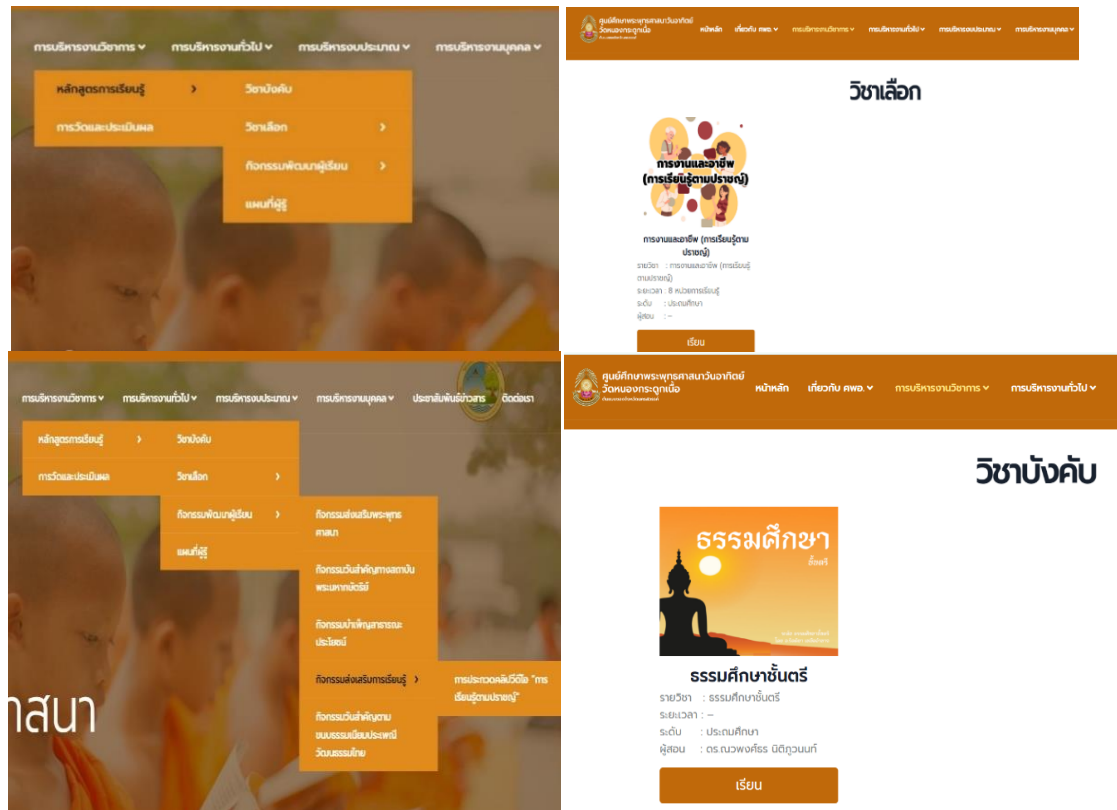 การบริหารงานวิชาการ การบริหารงานทั่วไป การบริหารงบประมาณ การบริหารงานบุคคล
หลักสูตรการเรียนรู้ วิชาบังคับ
การวัดและประเมินผล วิชาเลือก
กิจกรรมพัฒนาผู้เรียน
แผนที่ผู้รู้
ศูนย์ศึกษาพระพุทธศาสนาวันอาทิตย์
วัดหนองกระดูกเนื้อ
หน้าหลัก เกี่ยวกับ ศพอ. การบริหารงานวิชาการ การบริหารงานทั่วไป การบริหารงบประมาณ การบริหารงานบุคคล
วิชาเลือก
การงานและอาชีพ
(การเรียนรู้ตามปราชญ์)
การงานและอาชีพ (การเรียนรู้ตาม
ปราชญ์)
รายวิชา : การงานและอาชีพ (การเรียนรู้
ตามปราชญ์)
ระยะเวลา : 8 หน่วยการเรียนรู้
ระดับ : ประถมศึกษา
ผู้สอน : –
เรียน
การบริหารงานวิชาการ การบริหารงานทั่วไป การบริหารงบประมาณ การบริหารงานบุคคล ประชาสัมพันธ์ข่าวสาร ติดต่อเรา
หลักสูตรการเรียนรู้ วิชาบังคับ
การวัดและประเมินผล วิชาเลือก
กิจกรรมพัฒนาผู้เรียน
แผนที่ผู้รู้
กิจกรรมส่งเสริมพระพุทธ
ศาสนา
กิจกรรมวันสำคัญทางสถาบัน
พระมหากษัตริย์
กิจกรรมบำเพ็ญสาธารณะ
ประโยชน์
กิจกรรมส่งเสริมการเรียนรู้
การประกวดคลิปวีดีโอ "การ
เรียนรู้ตามปราชญ์"
กิจกรรมวันสำคัญตาม
ขนบธรรมเนียมประเพณี
วัฒนธรรมไทย
าสนา
ศูนย์ศึกษาพระพุทธศาสนาวันอาทิตย์
วัดหนองกระดูกเนื้อ
หน้าหลัก เกี่ยวกับ ศพอ. การบริหารงานวิชาการ การบริหารงานทั่วไป
วิชาบังคับ
ธรรมศึกษา
ชั้นตรี
ธรรมศึกษาชั้นตรี
รายวิชา : ธรรมศึกษาชั้นตรี
ระยะเวลา : –
ระดับ : ประถมศึกษา
ผู้สอน : ดร.ณวพงศ์ธร นิติภูวนนท์
เรียน